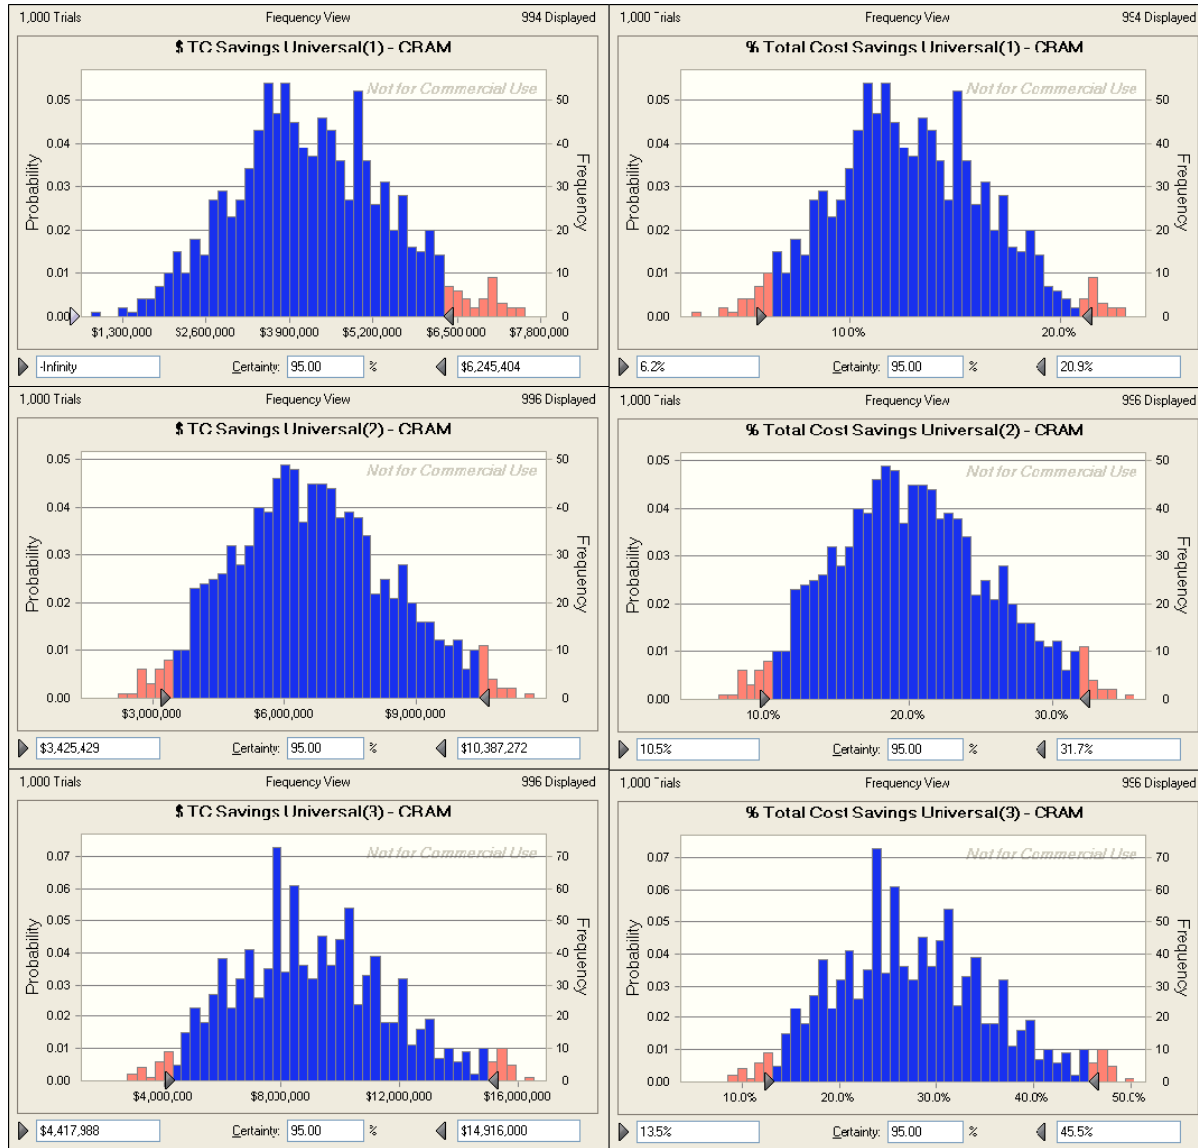 1,000 Trials Frequency View 994 Displayed
$ TC Savings Universal(1) - CRAM
Not for Commercial Use
Probability
Frequency
0.05 50
0.04 40
0.03 30
0.02 20
0.01 10
0.00 0
$1,300,000 $2,600,000 $3,900,000 $5,200,000 $6,500,000 $7,800,000
-Infinity Certainty: 95.00 % $6,245,404
1,000 Trials Frequency View 994 Displayed
% Total Cost Savings Universal(1) - CRAM
Not for Commercial Use
Probability
Frequency
0.05 50
0.04 40
0.03 30
0.02 20
0.01 10
0.00 0
10.0% 20.0%
6.2% Certainty: 95.00 % 20.9%
1,000 Trials Frequency View 996 Displayed
$ TC Savings Universal(2) - CRAM
Not for Commercial Use
Probability
Frequency
0.05 50
0.04 40
0.03 30
0.02 20
0.01 10
0.00 0
$3,000,000 $6,000,000 $9,000,000
$3,425,429 Certainty: 95.00 % $10,387,272
1,000 Trials Frequency View 996 Displayed
% Total Cost Savings Universal(2) - CRAM
Not for Commercial Use
Probability
Frequency
0.05 50
0.04 40
0.03 30
0.02 20
0.01 10
0.00 0
10.0% 20.0% 30.0%
10.5% Certainty: 95.00 % 31.7%
1,000 Trials Frequency View 996 Displayed
$ TC Savings Universal(3) - CRAM
Not for Commercial Use
Probability
Frequency
0.07 70
0.06 60
0.05 50
0.04 40
0.03 30
0.02 20
0.01 10
0.00 0
$4,000,000 $8,000,000 $12,000,000 $16,000,000
$4,417,988 Certainty: 95.00 % $14,916,000
1,000 Trials Frequency View 996 Displayed
% Total Cost Savings Universal(3) - CRAM
Not for Commercial Use
Probability
Frequency
0.07 70
0.06 60
0.05 50
0.04 40
0.03 30
0.02 20
0.01 10
0.00 0
10.0% 20.0% 30.0% 40.0% 50.0%
13.5% Certainty: 95.00 % 45.5%